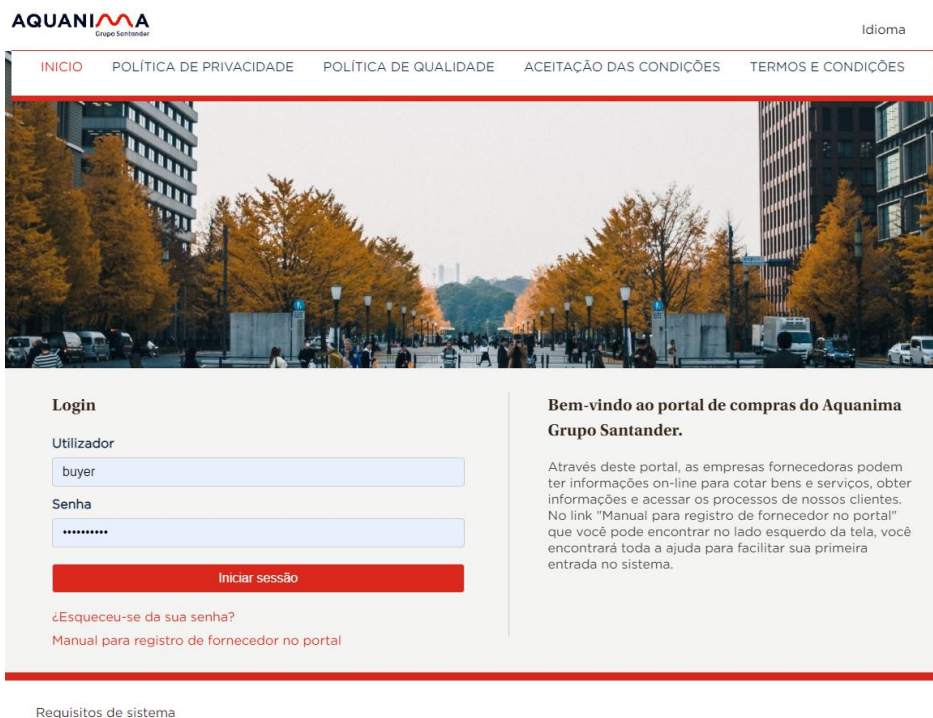 AQUANIMA
Grupo Santander
Idioma
INICIO POLÍTICA DE PRIVACIDADE POLÍTICA DE QUALIDADE ACEITAÇÃO DAS CONDIÇÕES TERMOS E CONDIÇÕES
Login
Utilizador
buyer
Senha
••••••••••
Iniciar sessão
¿Esqueceu-se da sua senha?
Manual para registro de fornecedor no portal
Bem-vindo ao portal de compras do Aquanima
Grupo Santander.
Através deste portal, as empresas fornecedoras podem
ter informações on-line para cotar bens e serviços, obter
informações e acessar os processos de nossos clientes.
No link "Manual para registro de fornecedor no portal"
que você pode encontrar no lado esquerdo da tela, você
encontrará toda a ajuda para facilitar sua primeira
entrada no sistema.
Requisitos de sistema